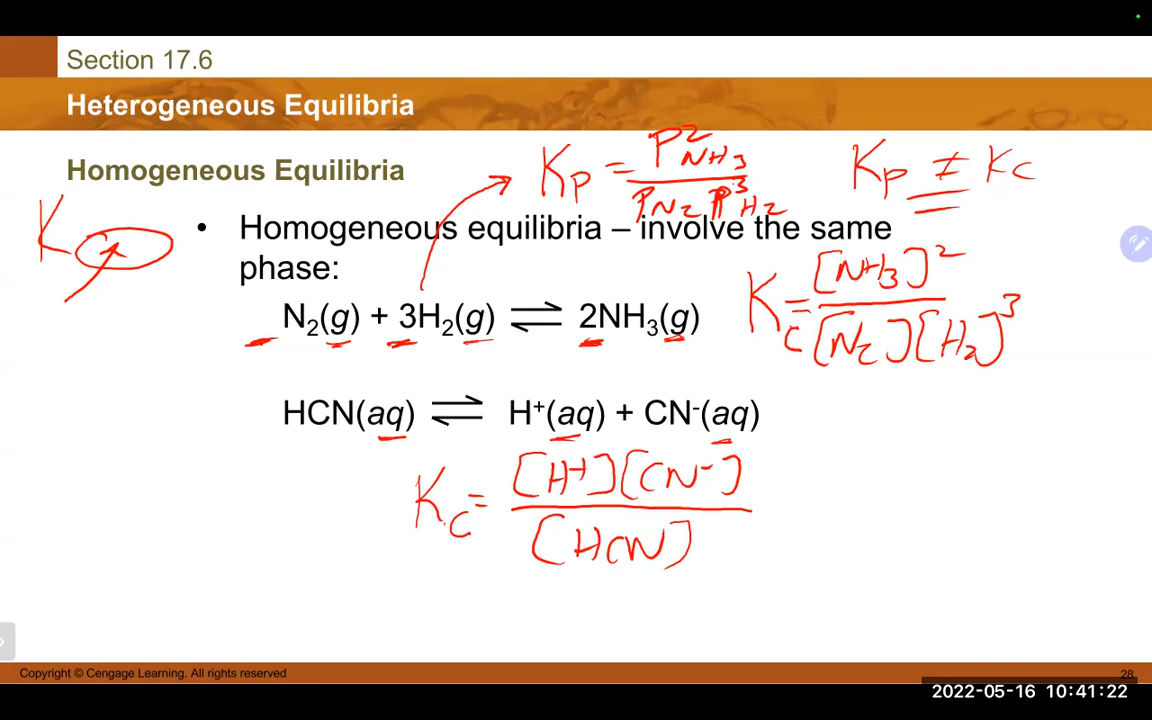 Section 17.6
Heterogeneous Equilibria
Homogeneous Equilibria
Kp = P²NH3 / PN2 P³H2
Kp ≠ Kc
K
• Homogeneous equilibria – involve the same
phase:
N₂(g) + 3H₂(g) ⇌ 2NH₃(g)
Kc = [NH3]² / [N2][H2]³
HCN(aq) ⇌ H⁺(aq) + CN⁻(aq)
Kc = [H+][CN-] / [HCN]
Copyright © Cengage Learning. All rights reserved
28
2022-05-16 10:41:22